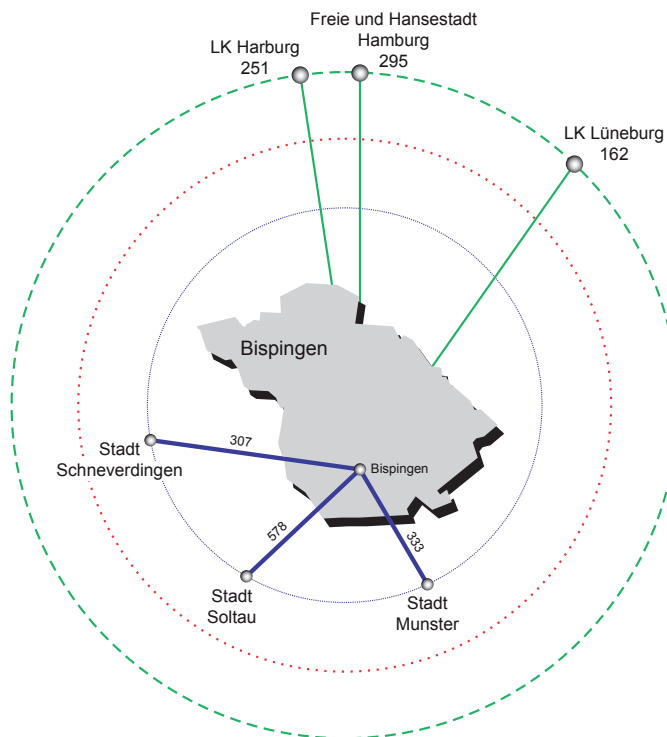 Freie und Hansestadt
Hamburg
295
LK Harburg
251
LK Lüneburg
162
Bispingen
307
Bispingen
Stadt
Schneverdingen
578
333
Stadt
Soltau
Stadt
Munster